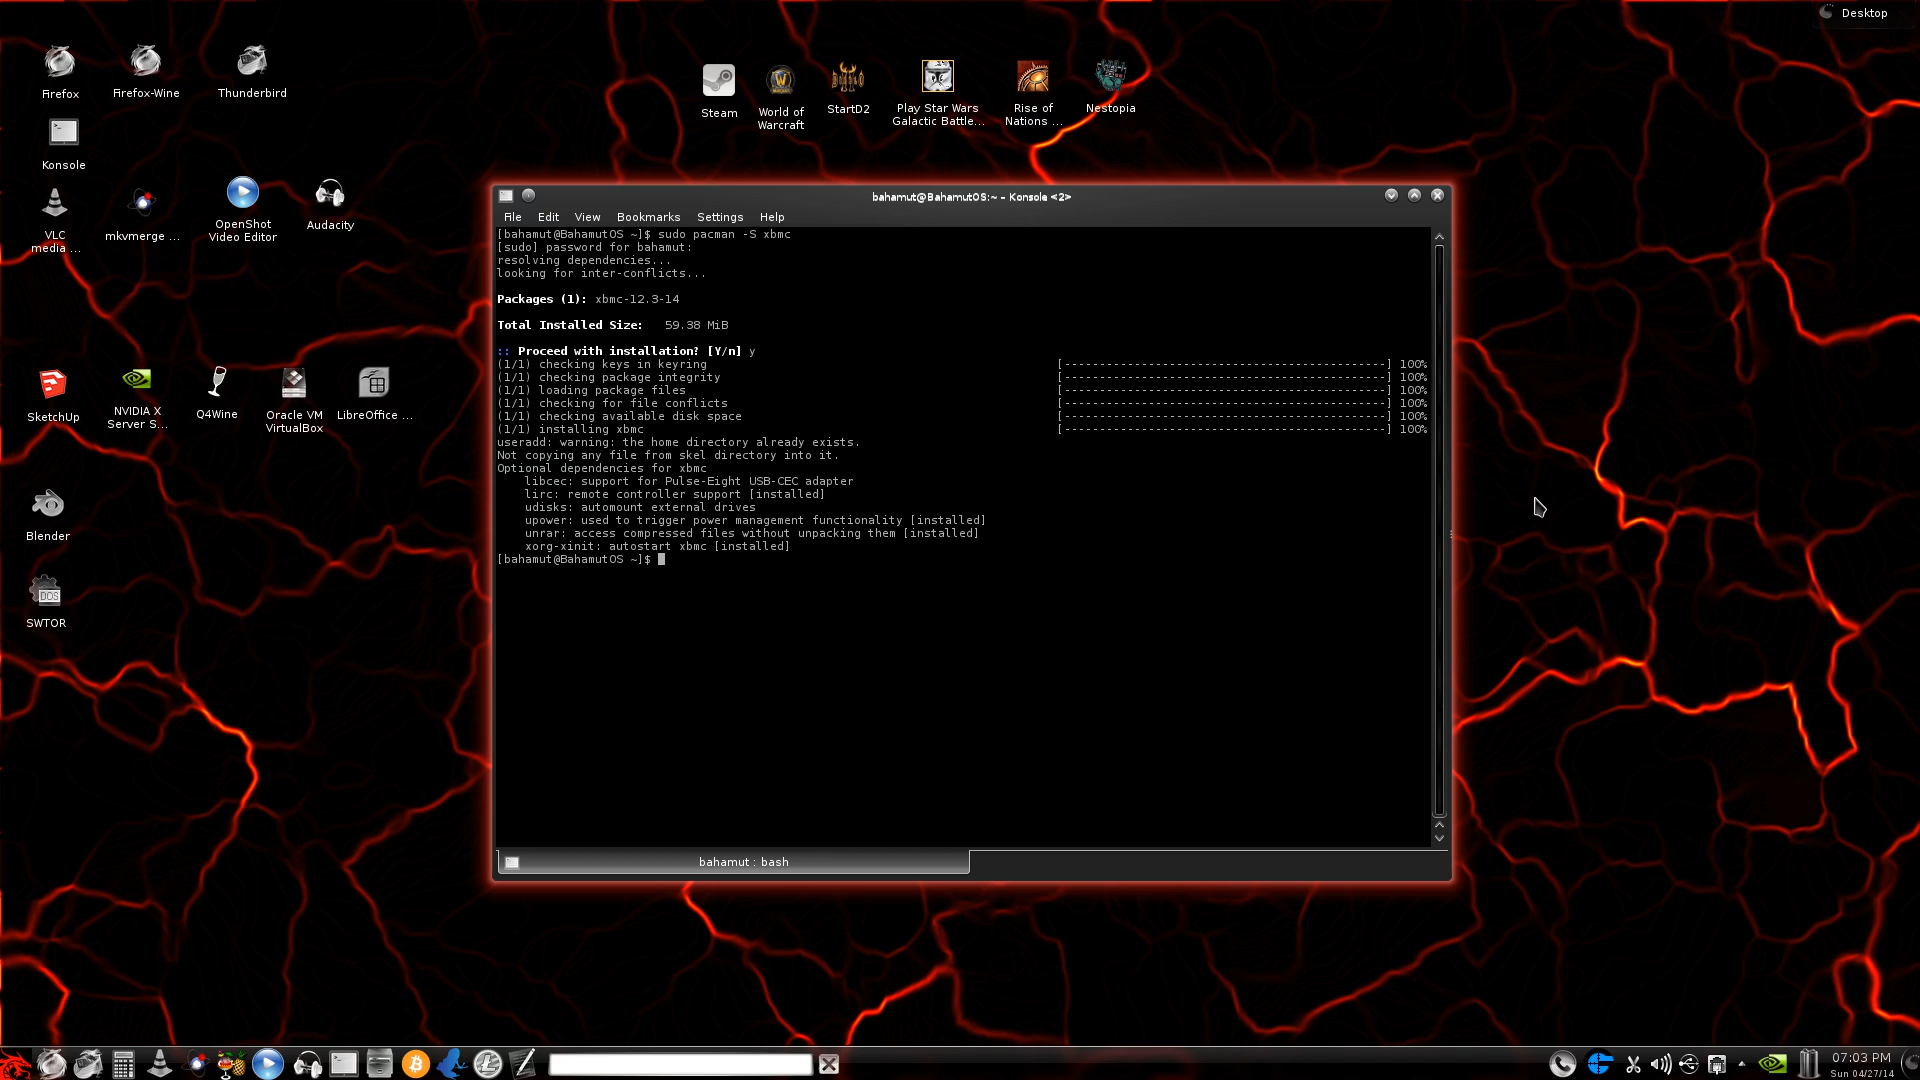 Desktop
Firefox
Firefox-Wine
Thunderbird
Steam
World of
Warcraft
StartD2
Play Star Wars
Galactic Battle...
Rise of
Nations ...
Nestopia
Konsole
VLC
media ...
mkvmerge ...
OpenShot
Video Editor
Audacity
SketchUp
NVIDIA X
Server S...
Q4Wine
Oracle VM
VirtualBox
LibreOffice ...
Blender
DOS
SWTOR
bahamut@BahamutOS:~ – Konsole <2>
File Edit View Bookmarks Settings Help
[bahamut@BahamutOS ~]$ sudo pacman -S xbmc
[sudo] password for bahamut:
resolving dependencies...
looking for inter-conflicts...
Packages (1): xbmc-12.3-14
Total Installed Size: 59.38 MiB
:: Proceed with installation? [Y/n] y
(1/1) checking keys in keyring [----------------------------------------------] 100%
(1/1) checking package integrity [----------------------------------------------] 100%
(1/1) loading package files [----------------------------------------------] 100%
(1/1) checking for file conflicts [----------------------------------------------] 100%
(1/1) checking available disk space [----------------------------------------------] 100%
(1/1) installing xbmc [----------------------------------------------] 100%
useradd: warning: the home directory already exists.
Not copying any file from skel directory into it.
Optional dependencies for xbmc
libcec: support for Pulse-Eight USB-CEC adapter
lirc: remote controller support [installed]
udisks: automount external drives
upower: used to trigger power management functionality [installed]
unrar: access compressed files without unpacking them [installed]
xorg-xinit: autostart xbmc [installed]
[bahamut@BahamutOS ~]$
bahamut : bash
07:03 PM
Sun 04/27/14